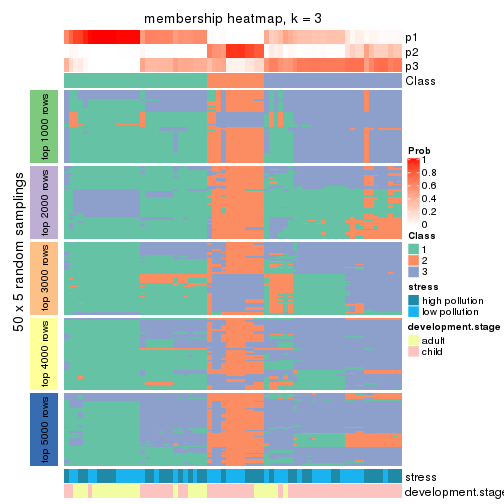 membership heatmap, k = 3
p1
p2
p3
Class
50 x 5 random samplings
top 1000 rows
top 2000 rows
top 3000 rows
top 4000 rows
top 5000 rows
stress
development.stage
Prob
1
0.8
0.6
0.4
0.2
0
Class
1
2
3
stress
high pollution
low pollution
development.stage
adult
child